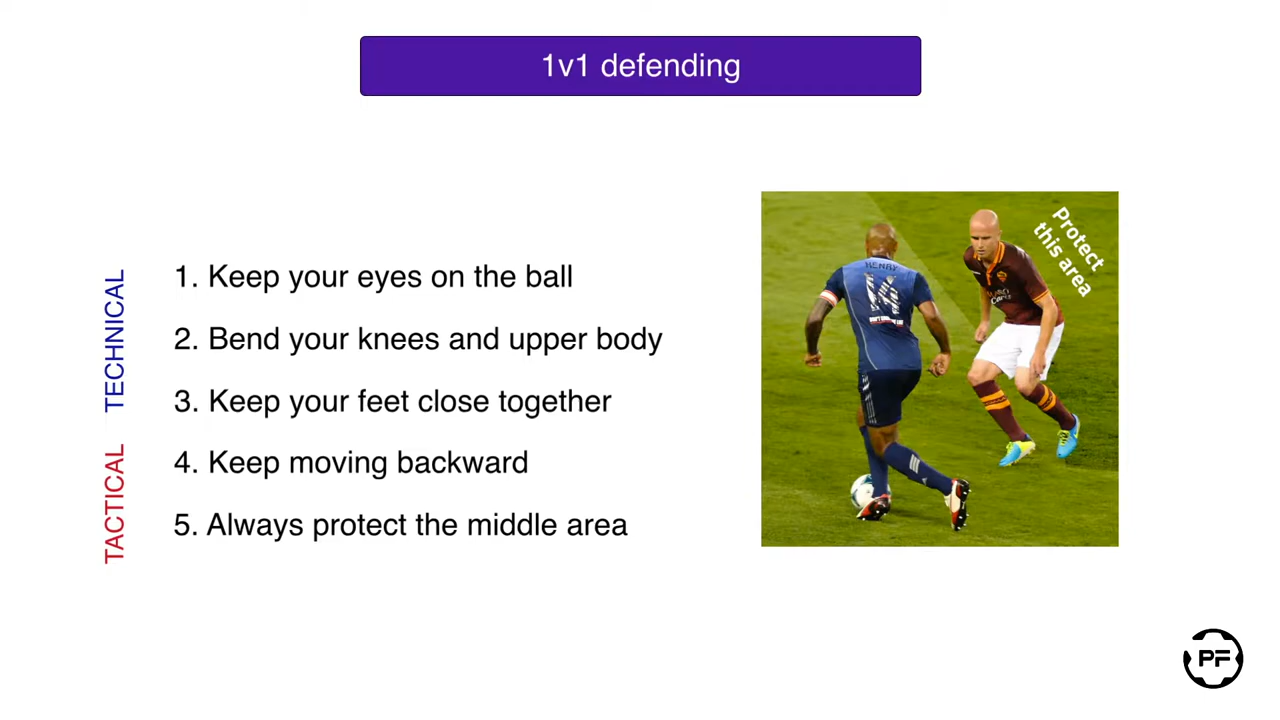 1v1 defending
TECHNICAL
1. Keep your eyes on the ball
2. Bend your knees and upper body
3. Keep your feet close together
TACTICAL
4. Keep moving backward
5. Always protect the middle area
Protect
this area
HENRY
14
PF